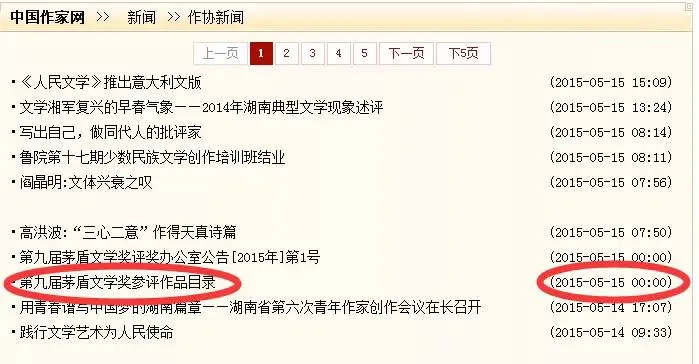 中国作家网 >> 新闻 >> 作协新闻
上一页 1 2 3 4 5 下一页 下5页
·《人民文学》推出意大利文版 (2015-05-15 15:09)
·文学湘军复兴的早春气象——2014年湖南典型文学现象述评 (2015-05-15 13:24)
·写出自己，做同代人的批评家 (2015-05-15 08:14)
·鲁院第十七期少数民族文学创作培训班结业 (2015-05-15 08:11)
·阎晶明:文体兴衰之叹 (2015-05-15 07:56)
·高洪波:“三心二意”作得天真诗篇 (2015-05-15 07:50)
·第九届茅盾文学奖评奖办公室公告[2015年]第1号 (2015-05-15 00:00)
·第九届茅盾文学奖参评作品目录 (2015-05-15 00:00)
·用青春谱写中国梦的湖南篇章——湖南省第六次青年作家创作会议在长召开 (2015-05-14 17:07)
·践行文学艺术为人民使命 (2015-05-14 09:33)